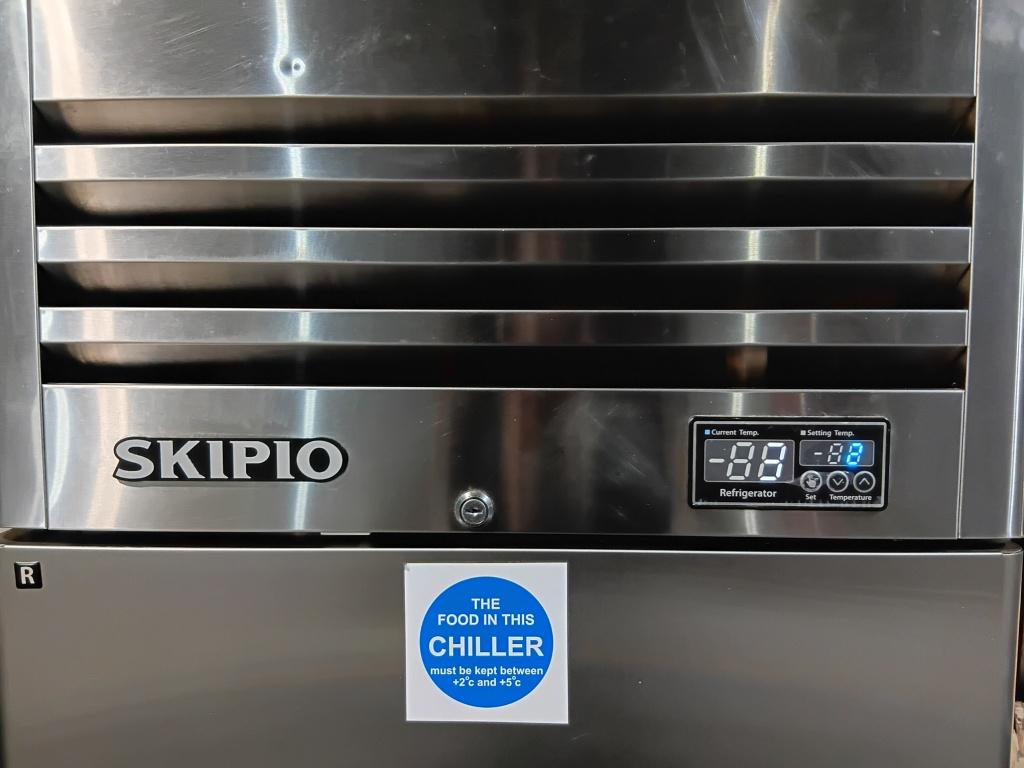 SKIPIO
Current Temp.
Setting Temp.
Refrigerator
Set
Temperature
R
THE
FOOD IN THIS
CHILLER
must be kept between
+2°c and +5°c